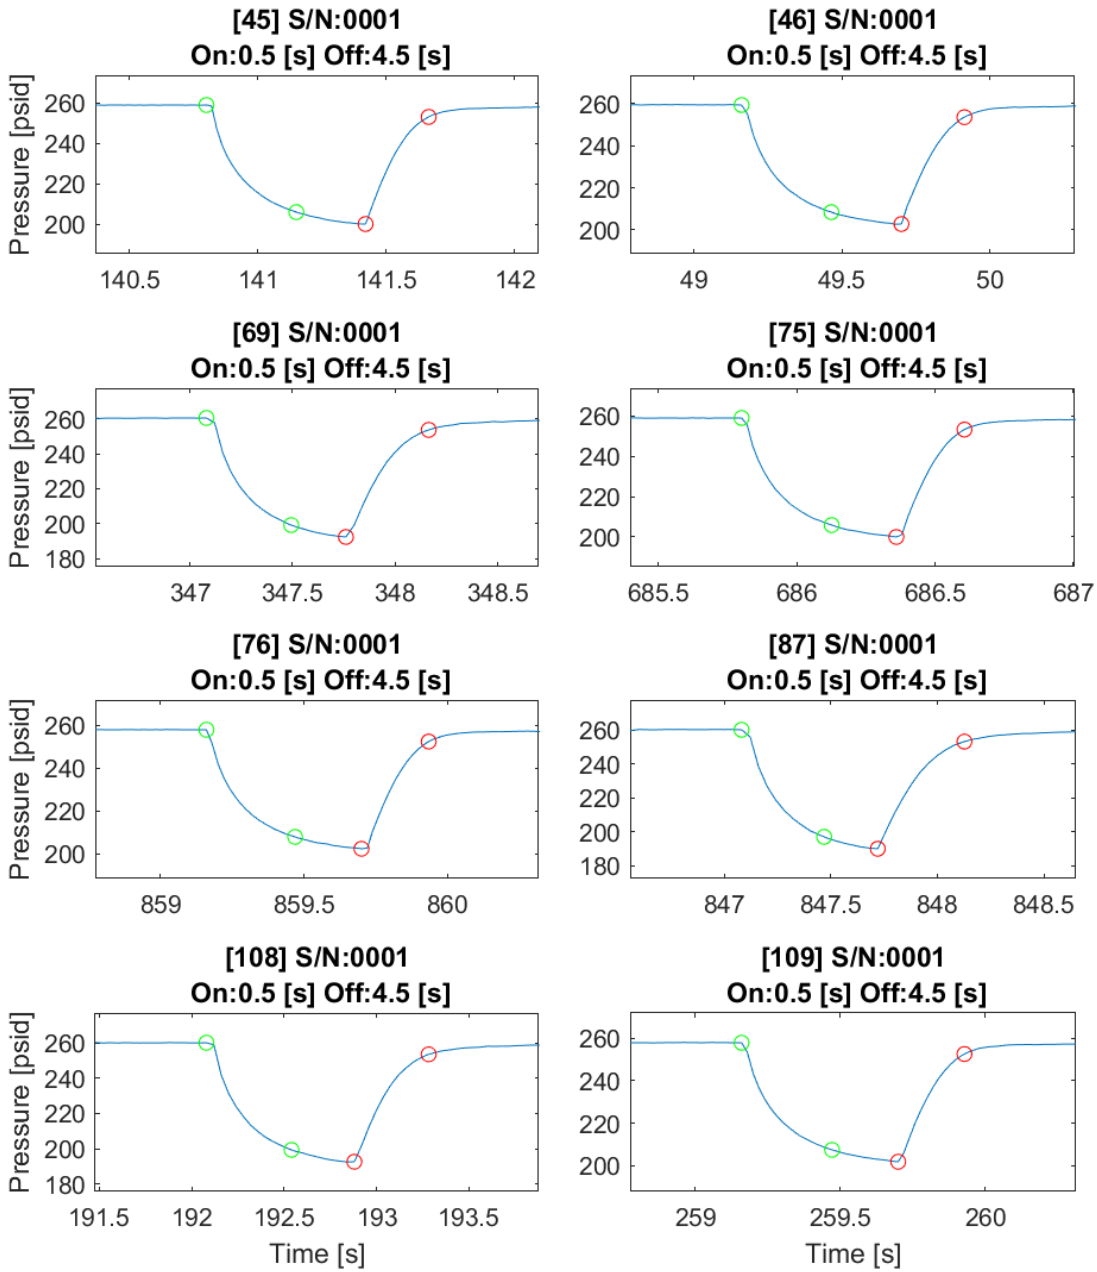 [45] S/N:0001
On:0.5 [s] Off:4.5 [s]
Pressure [psid]
260
240
220
200
140.5 141 141.5 142
[46] S/N:0001
On:0.5 [s] Off:4.5 [s]
260
240
220
200
49 49.5 50
[69] S/N:0001
On:0.5 [s] Off:4.5 [s]
Pressure [psid]
260
240
220
200
180
347 347.5 348 348.5
[75] S/N:0001
On:0.5 [s] Off:4.5 [s]
260
240
220
200
685.5 686 686.5 687
[76] S/N:0001
On:0.5 [s] Off:4.5 [s]
Pressure [psid]
260
240
220
200
859 859.5 860
[87] S/N:0001
On:0.5 [s] Off:4.5 [s]
260
240
220
200
180
847 847.5 848 848.5
[108] S/N:0001
On:0.5 [s] Off:4.5 [s]
Pressure [psid]
260
240
220
200
180
191.5 192 192.5 193 193.5
Time [s]
[109] S/N:0001
On:0.5 [s] Off:4.5 [s]
260
240
220
200
259 259.5 260
Time [s]